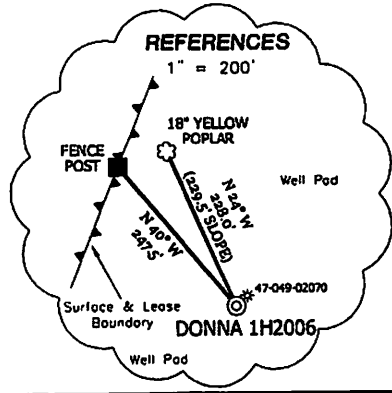 REFERENCES
1" = 200'
18" YELLOW
POPLAR
FENCE
POST
Well Pad
N 24° W
228.0'
(229.5' SLOPE)
N 40° W
247.5'
47-049-02070
Surface & Lease
Boundary
DONNA 1H2006
Well Pad